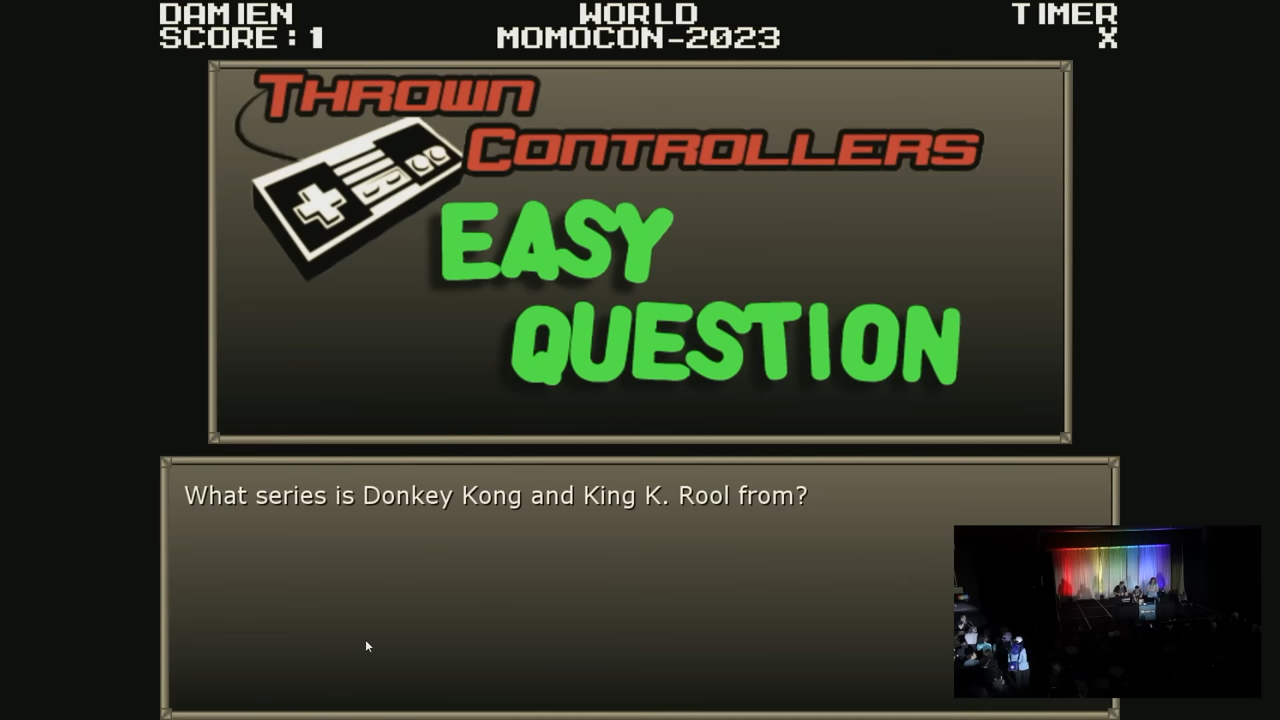 DAMIEN WORLD TIMER
SCORE:1 MOMOCON-2023 X
THROWN
CONTROLLERS
EASY
QUESTION
What series is Donkey Kong and King K. Rool from?